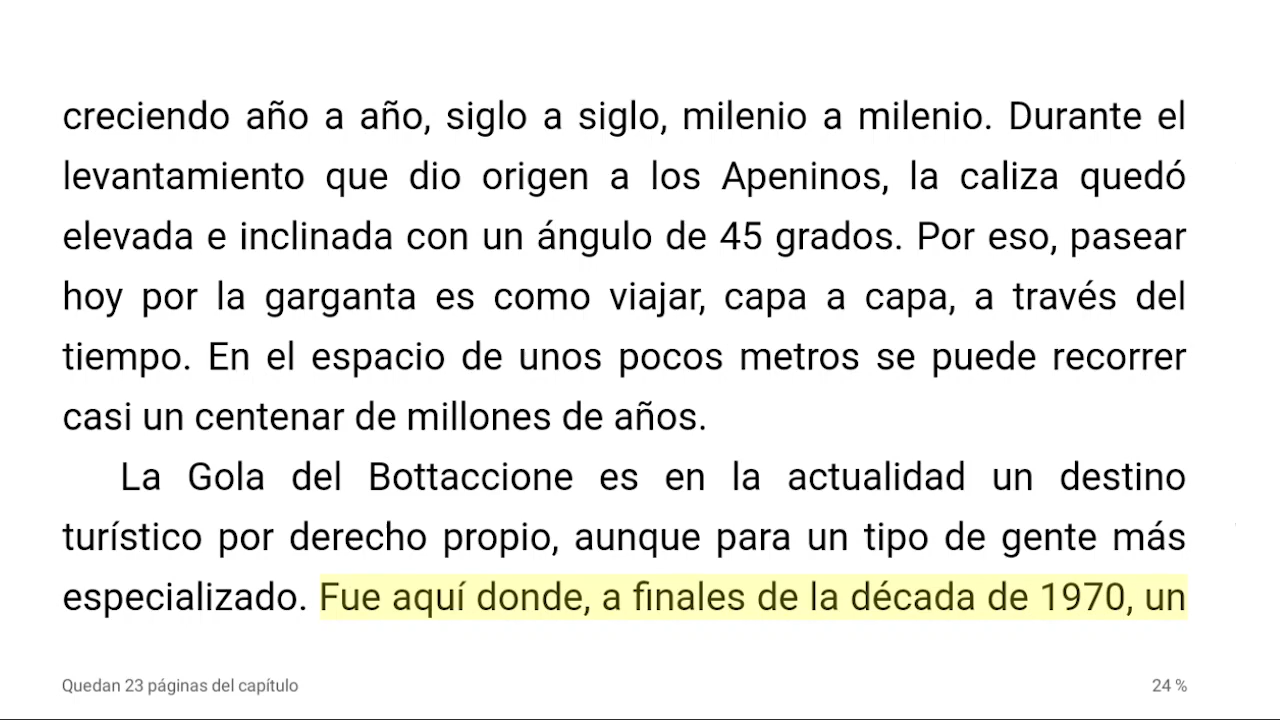 creciendo año a año, siglo a siglo, milenio a milenio. Durante el
levantamiento que dio origen a los Apeninos, la caliza quedó
elevada e inclinada con un ángulo de 45 grados. Por eso, pasear
hoy por la garganta es como viajar, capa a capa, a través del
tiempo. En el espacio de unos pocos metros se puede recorrer
casi un centenar de millones de años.
La Gola del Bottaccione es en la actualidad un destino
turístico por derecho propio, aunque para un tipo de gente más
especializado. Fue aquí donde, a finales de la década de 1970, un
Quedan 23 páginas del capítulo
24 %